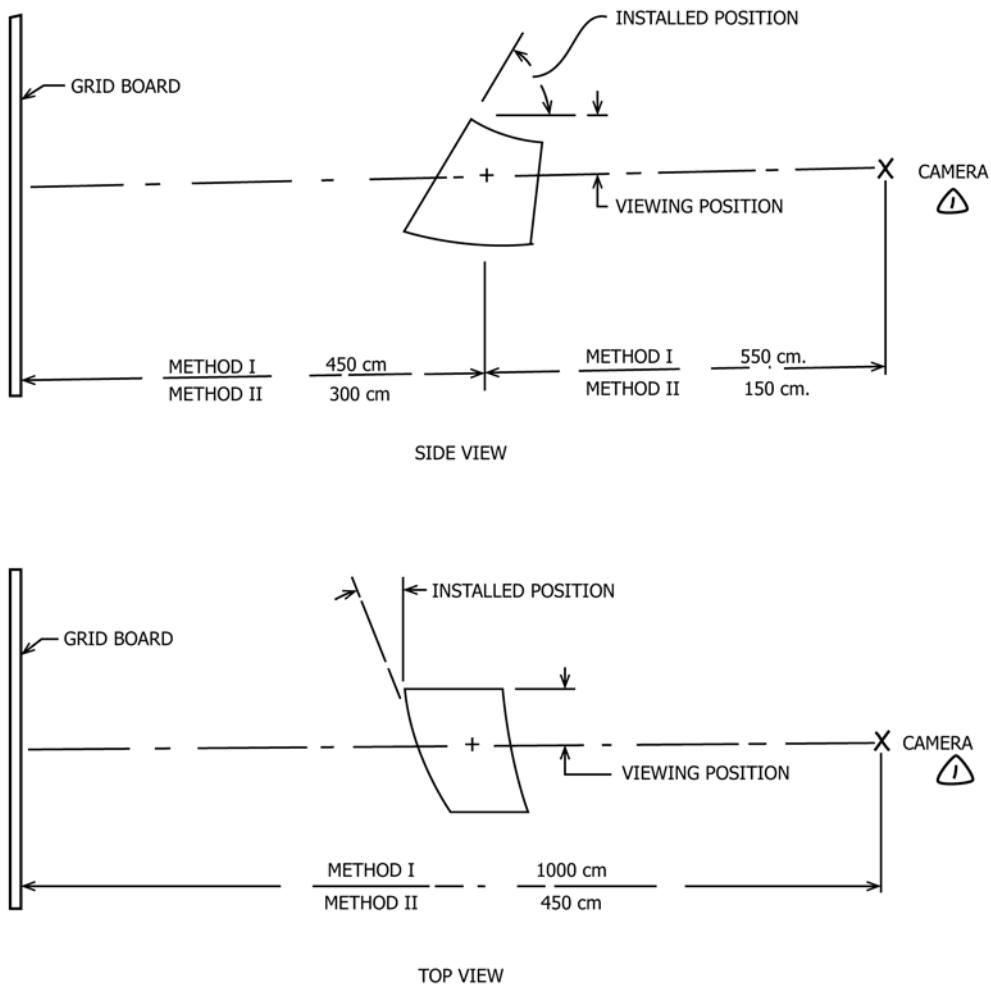 INSTALLED POSITION
GRID BOARD
CAMERA
1
VIEWING POSITION
METHOD I 450 cm
METHOD II 300 cm
METHOD I 550 cm.
METHOD II 150 cm.
SIDE VIEW
INSTALLED POSITION
GRID BOARD
CAMERA
1
VIEWING POSITION
METHOD I 1000 cm
METHOD II 450 cm
TOP VIEW